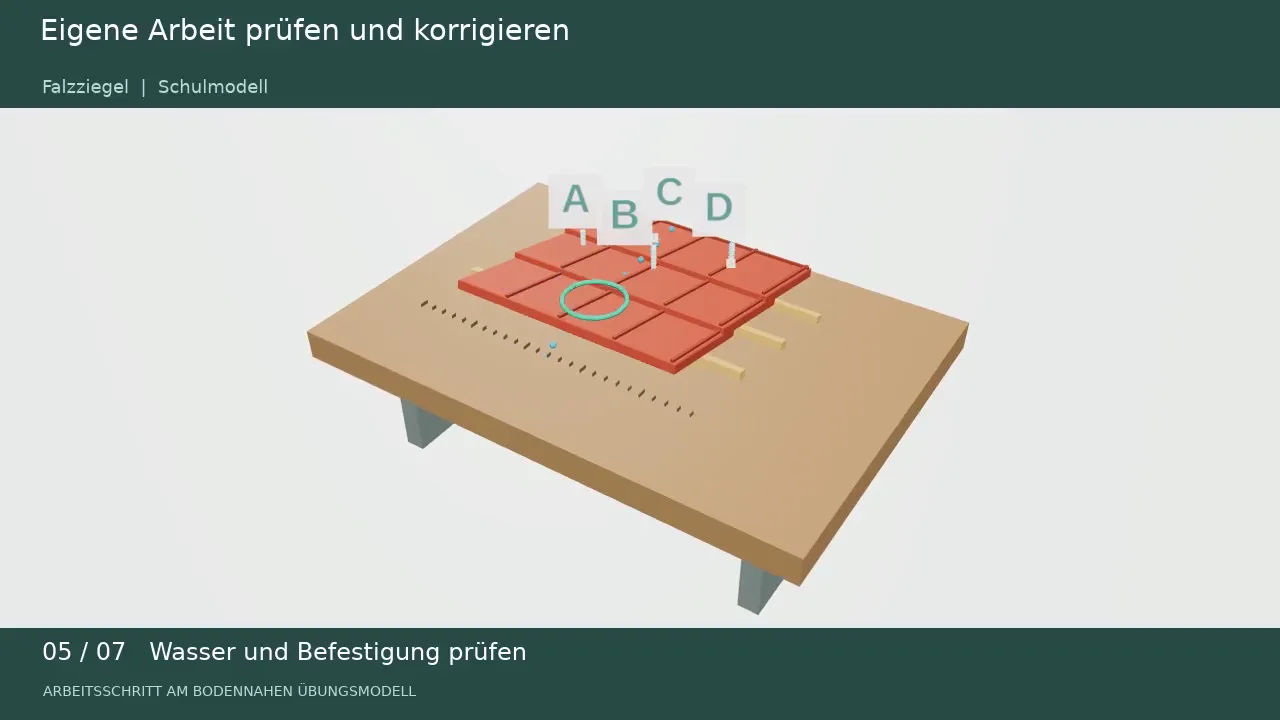 Eigene Arbeit prüfen und korrigieren
Falzziegel | Schulmodell
A B C D
05 / 07 Wasser und Befestigung prüfen
ARBEITSSCHRITT AM BODENNAHEN ÜBUNGSMODELL